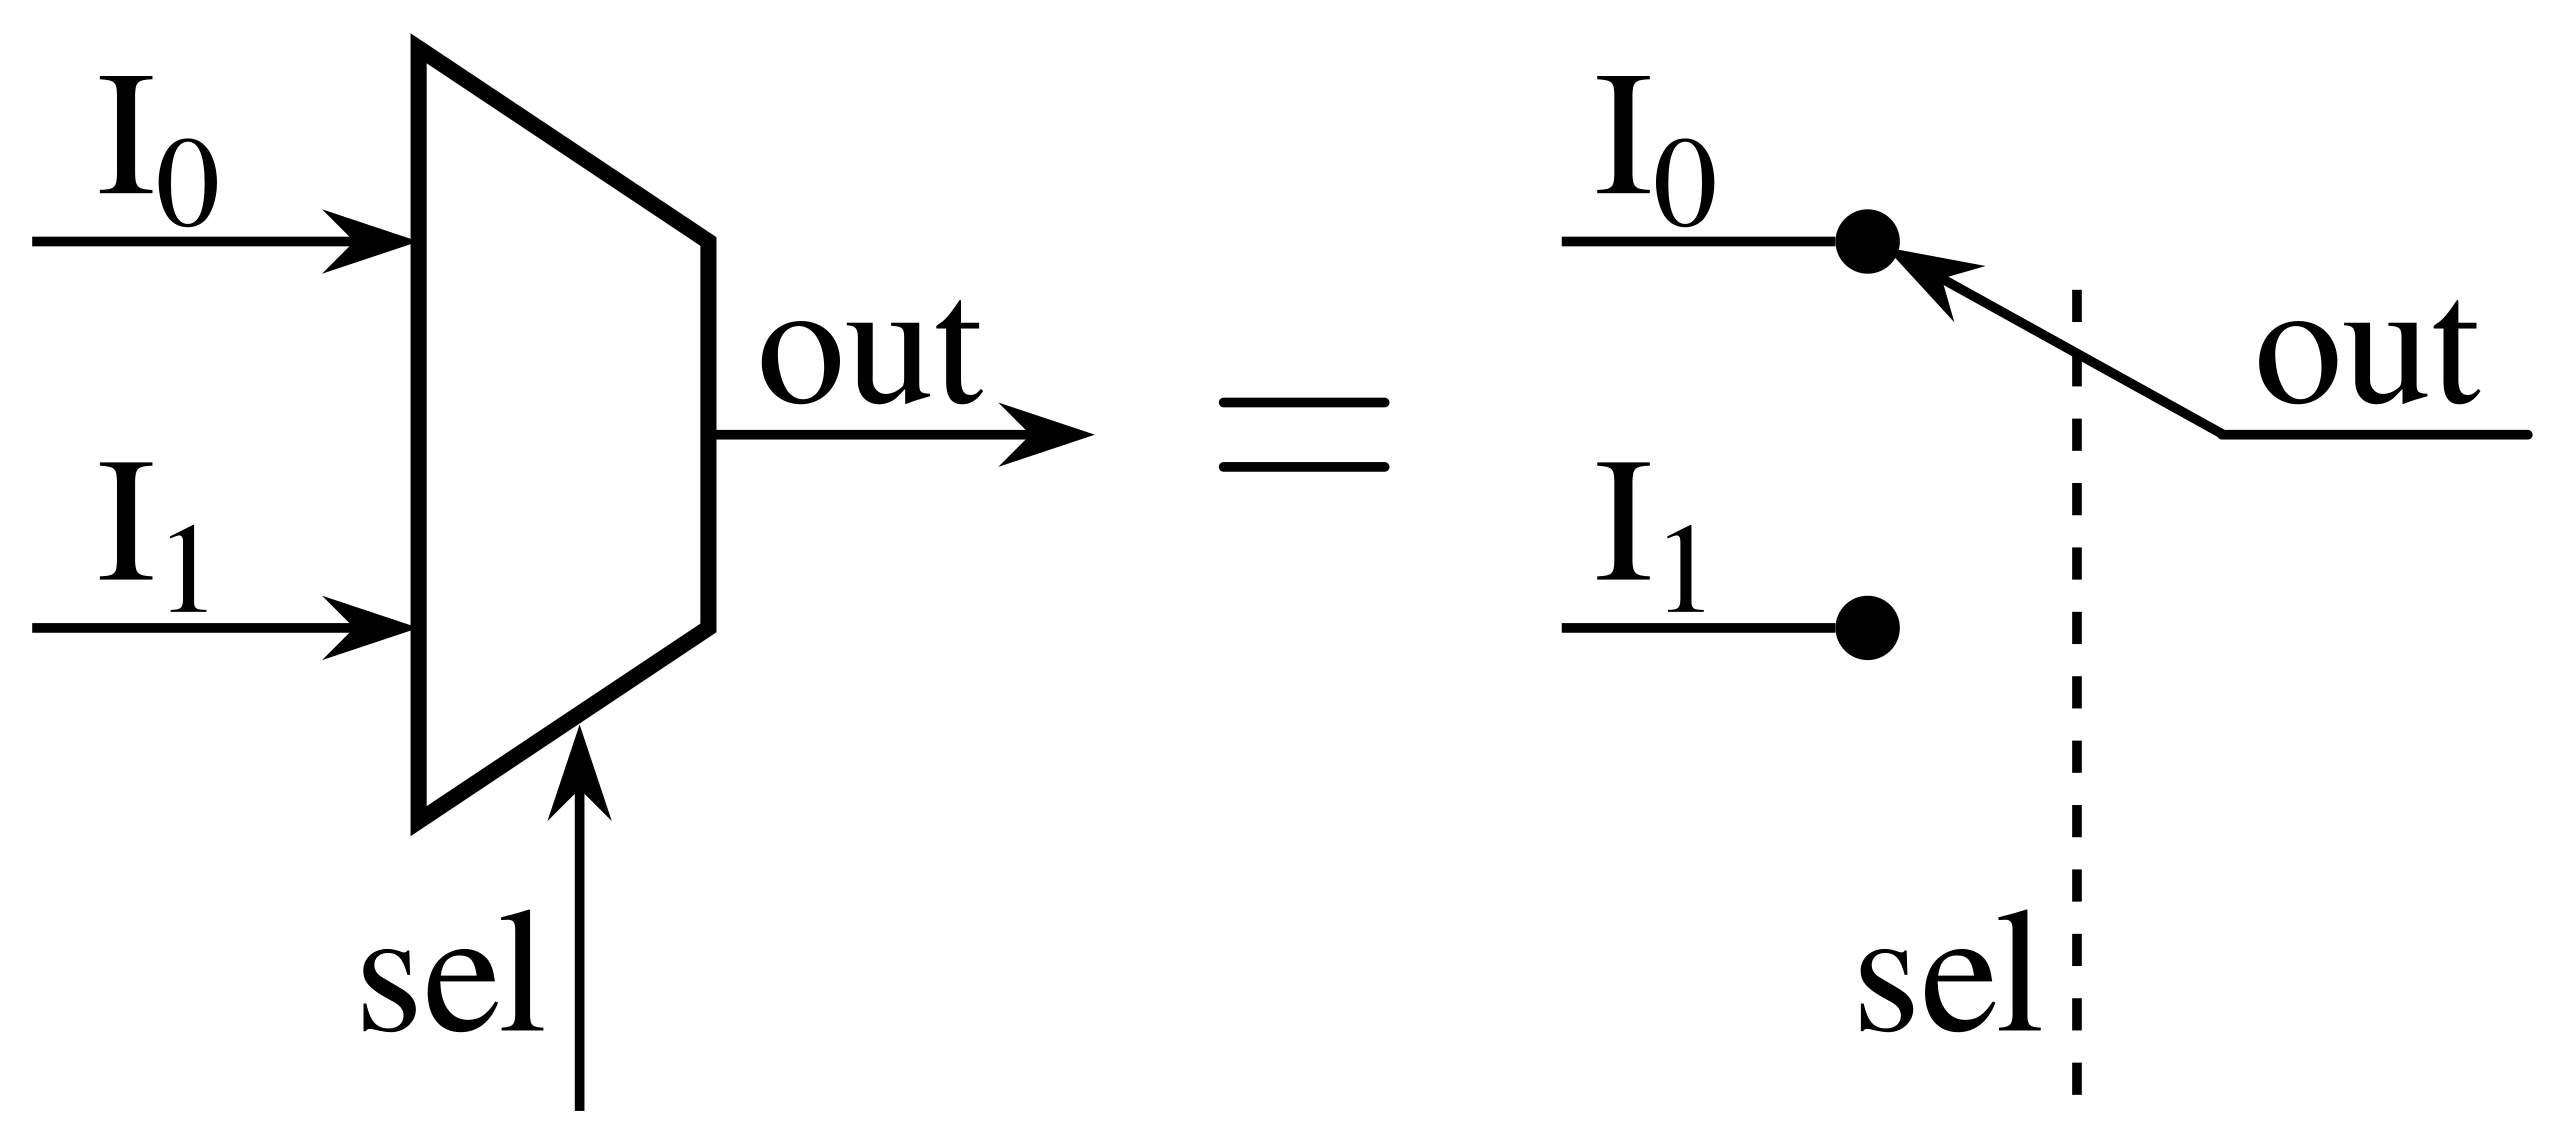 I₀
I₁
out
sel
=
I₀
I₁
out
sel